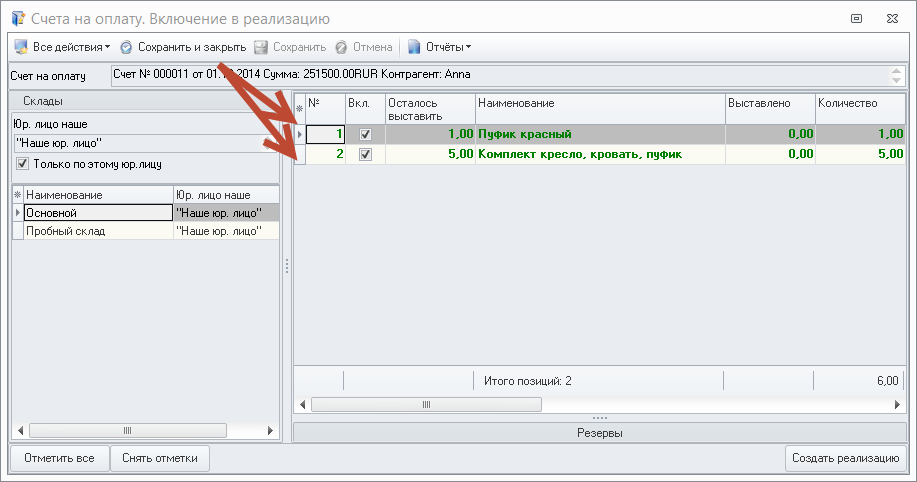 Счета на оплату. Включение в реализацию
Все действия Сохранить и закрыть Сохранить Отмена Отчёты
Счет на оплату Счет № 000011 от 01. 2014 Сумма: 251500.00RUR Контрагент: Anna
Склады
Юр. лицо наше
"Наше юр. лицо"
Только по этому юр.лицу
Наименование Юр. лицо наше
Основной "Наше юр. лицо"
Пробный склад "Наше юр. лицо"
№ Вкл. Осталось выставить Наименование Выставлено Количество
1 1,00 Пуфик красный 0,00 1,00
2 5,00 Комплект кресло, кровать, пуфик 0,00 5,00
Итого позиций: 2 6,00
Резервы
Отметить все Снять отметки Создать реализацию